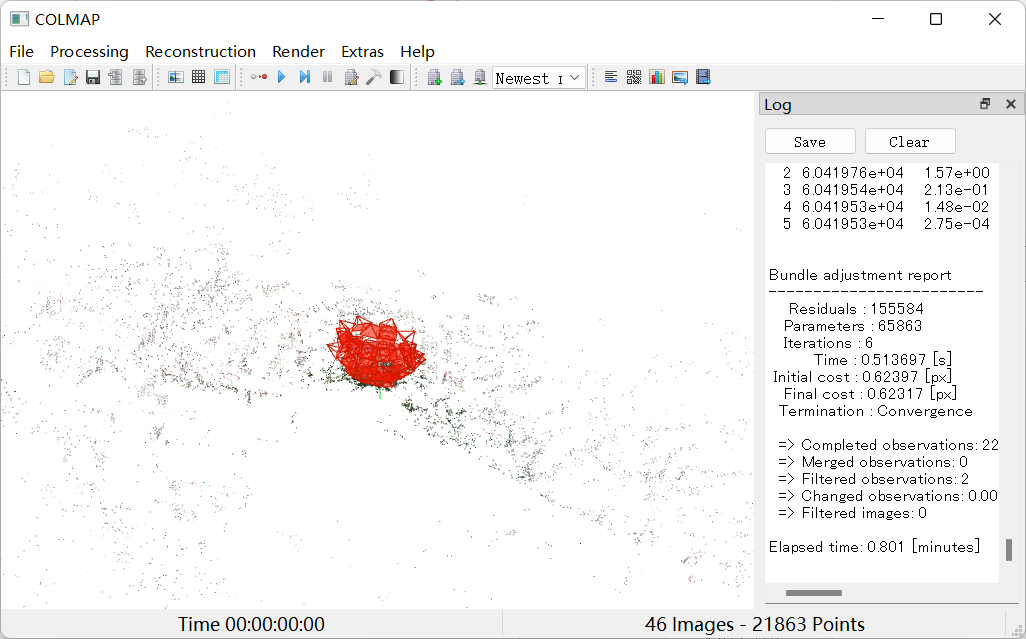 COLMAP
File Processing Reconstruction Render Extras Help
Newest
Log
Save Clear
2 6.041976e+04 1.57e+00
3 6.041954e+04 2.13e-01
4 6.041953e+04 1.48e-02
5 6.041953e+04 2.75e-04
Bundle adjustment report
------------------------
Residuals : 155584
Parameters : 65863
Iterations : 6
Time : 0.513697 [s]
Initial cost : 0.62397 [px]
Final cost : 0.62317 [px]
Termination : Convergence
=> Completed observations: 22
=> Merged observations: 0
=> Filtered observations: 2
=> Changed observations: 0.00
=> Filtered images: 0
Elapsed time: 0.801 [minutes]
Time 00:00:00:00
46 Images - 21863 Points